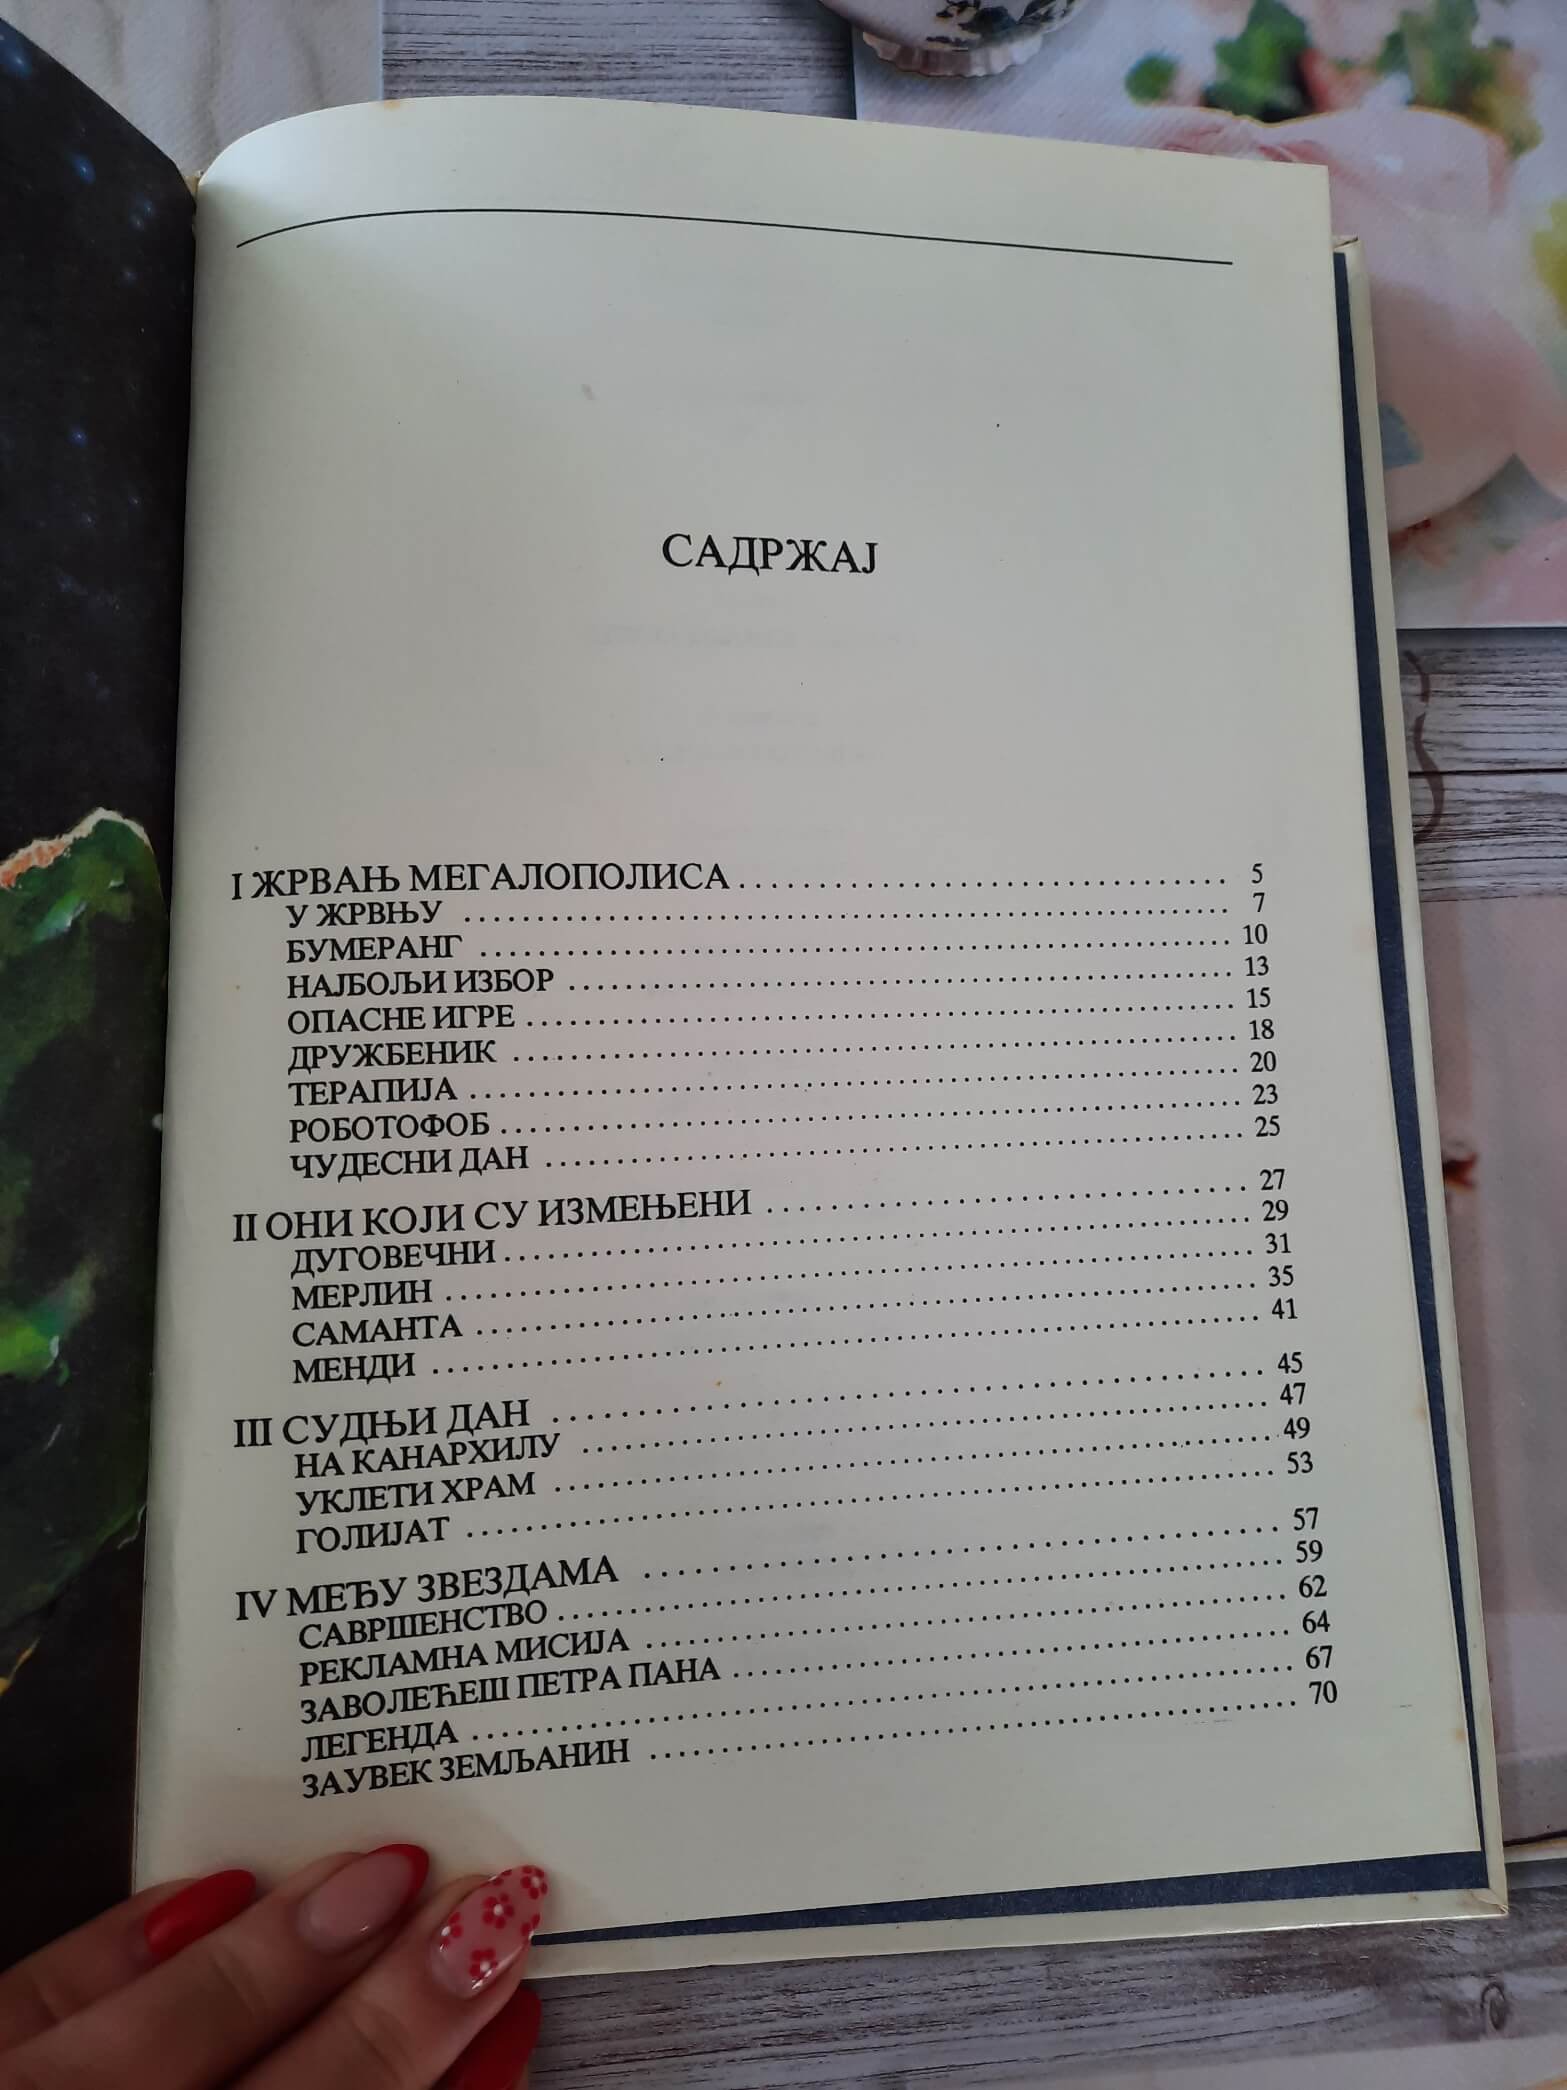 САДРЖАЈ
I ЖРВАЊ МЕГАЛОПОЛИСА 5
У ЖРВЊУ 7
БУМЕРАНГ 10
НАЈБОЉИ ИЗБОР 13
ОПАСНЕ ИГРЕ 15
ДРУЖБЕНИК 18
ТЕРАПИЈА 20
РОБОТОФОБ 23
ЧУДЕСНИ ДАН 25
II ОНИ КОЈИ СУ ИЗМЕЊЕНИ 27
ДУГОВЕЧНИ 29
МЕРЛИН 31
САМАНТА 35
МЕНДИ 41
III СУДЊИ ДАН 45
НА КАНАРХИЛУ 47
УКЛЕТИ ХРАМ 49
ГОЛИЈАТ 53
IV МЕЂУ ЗВЕЗДАМА 57
САВРШЕНСТВО 59
РЕКЛАМНА МИСИЈА 62
ЗАВОЛЕЋЕШ ПЕТРА ПАНА 64
ЛЕГЕНДА 67
ЗАУВЕК ЗЕМЉАНИН 70